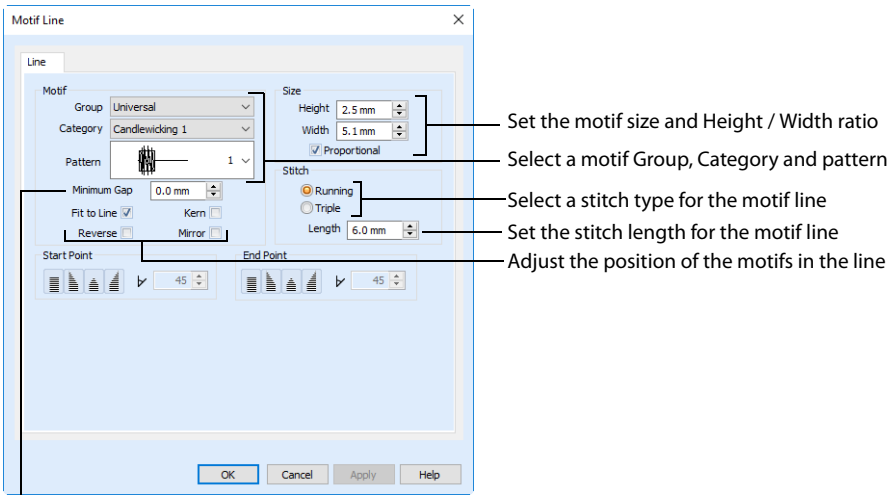 Motif Line
Line
Motif
Group Universal
Category Candlewicking 1
Pattern 1
Minimum Gap 0.0 mm
Fit to Line Kern
Reverse Mirror
Size
Height 2.5 mm
Width 5.1 mm
Proportional
Stitch
Running
Triple
Length 6.0 mm
Start Point
45
End Point
45
OK Cancel Apply Help
Set the motif size and Height / Width ratio
Select a motif Group, Category and pattern
Select a stitch type for the motif line
Set the stitch length for the motif line
Adjust the position of the motifs in the line